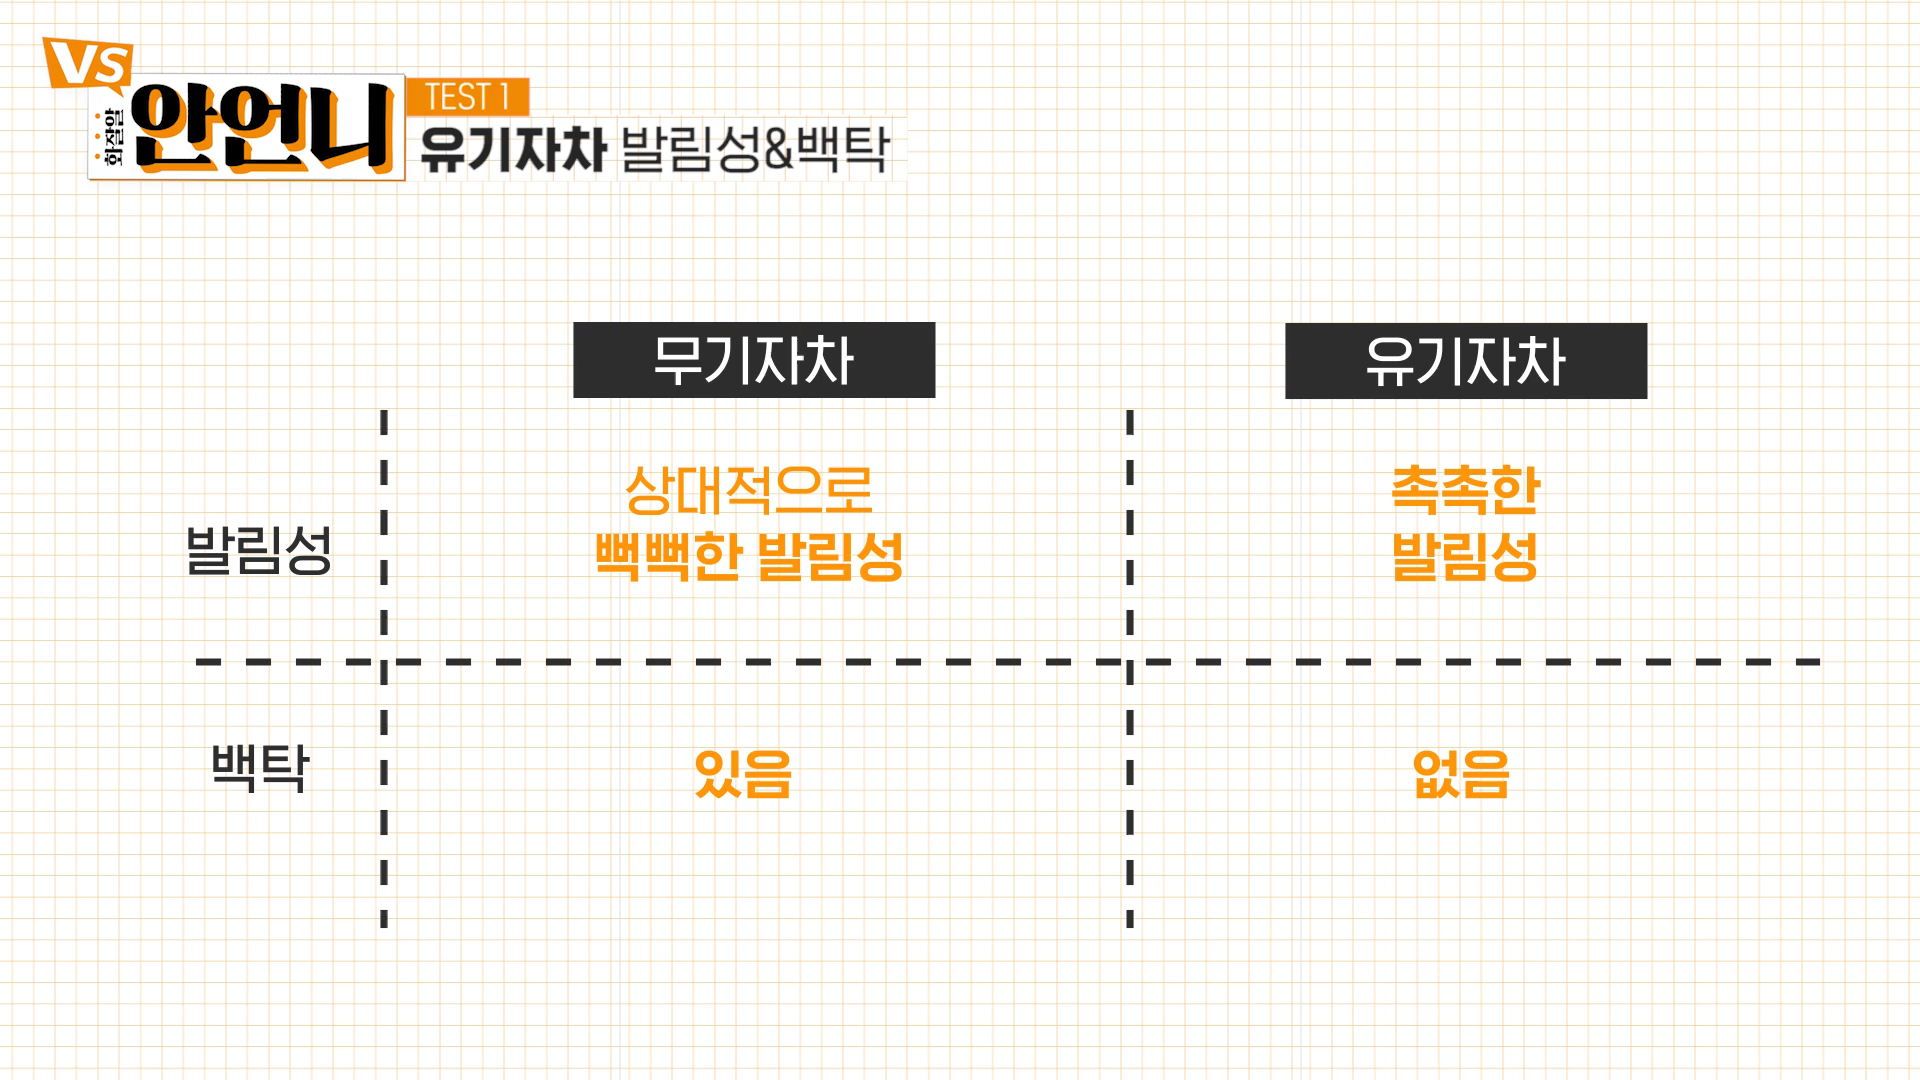 VS
화잘알
안언니
TEST 1
유기자차 발림성&백탁
무기자차
유기자차
발림성
상대적으로
뻑뻑한 발림성
촉촉한
발림성
백탁
있음
없음